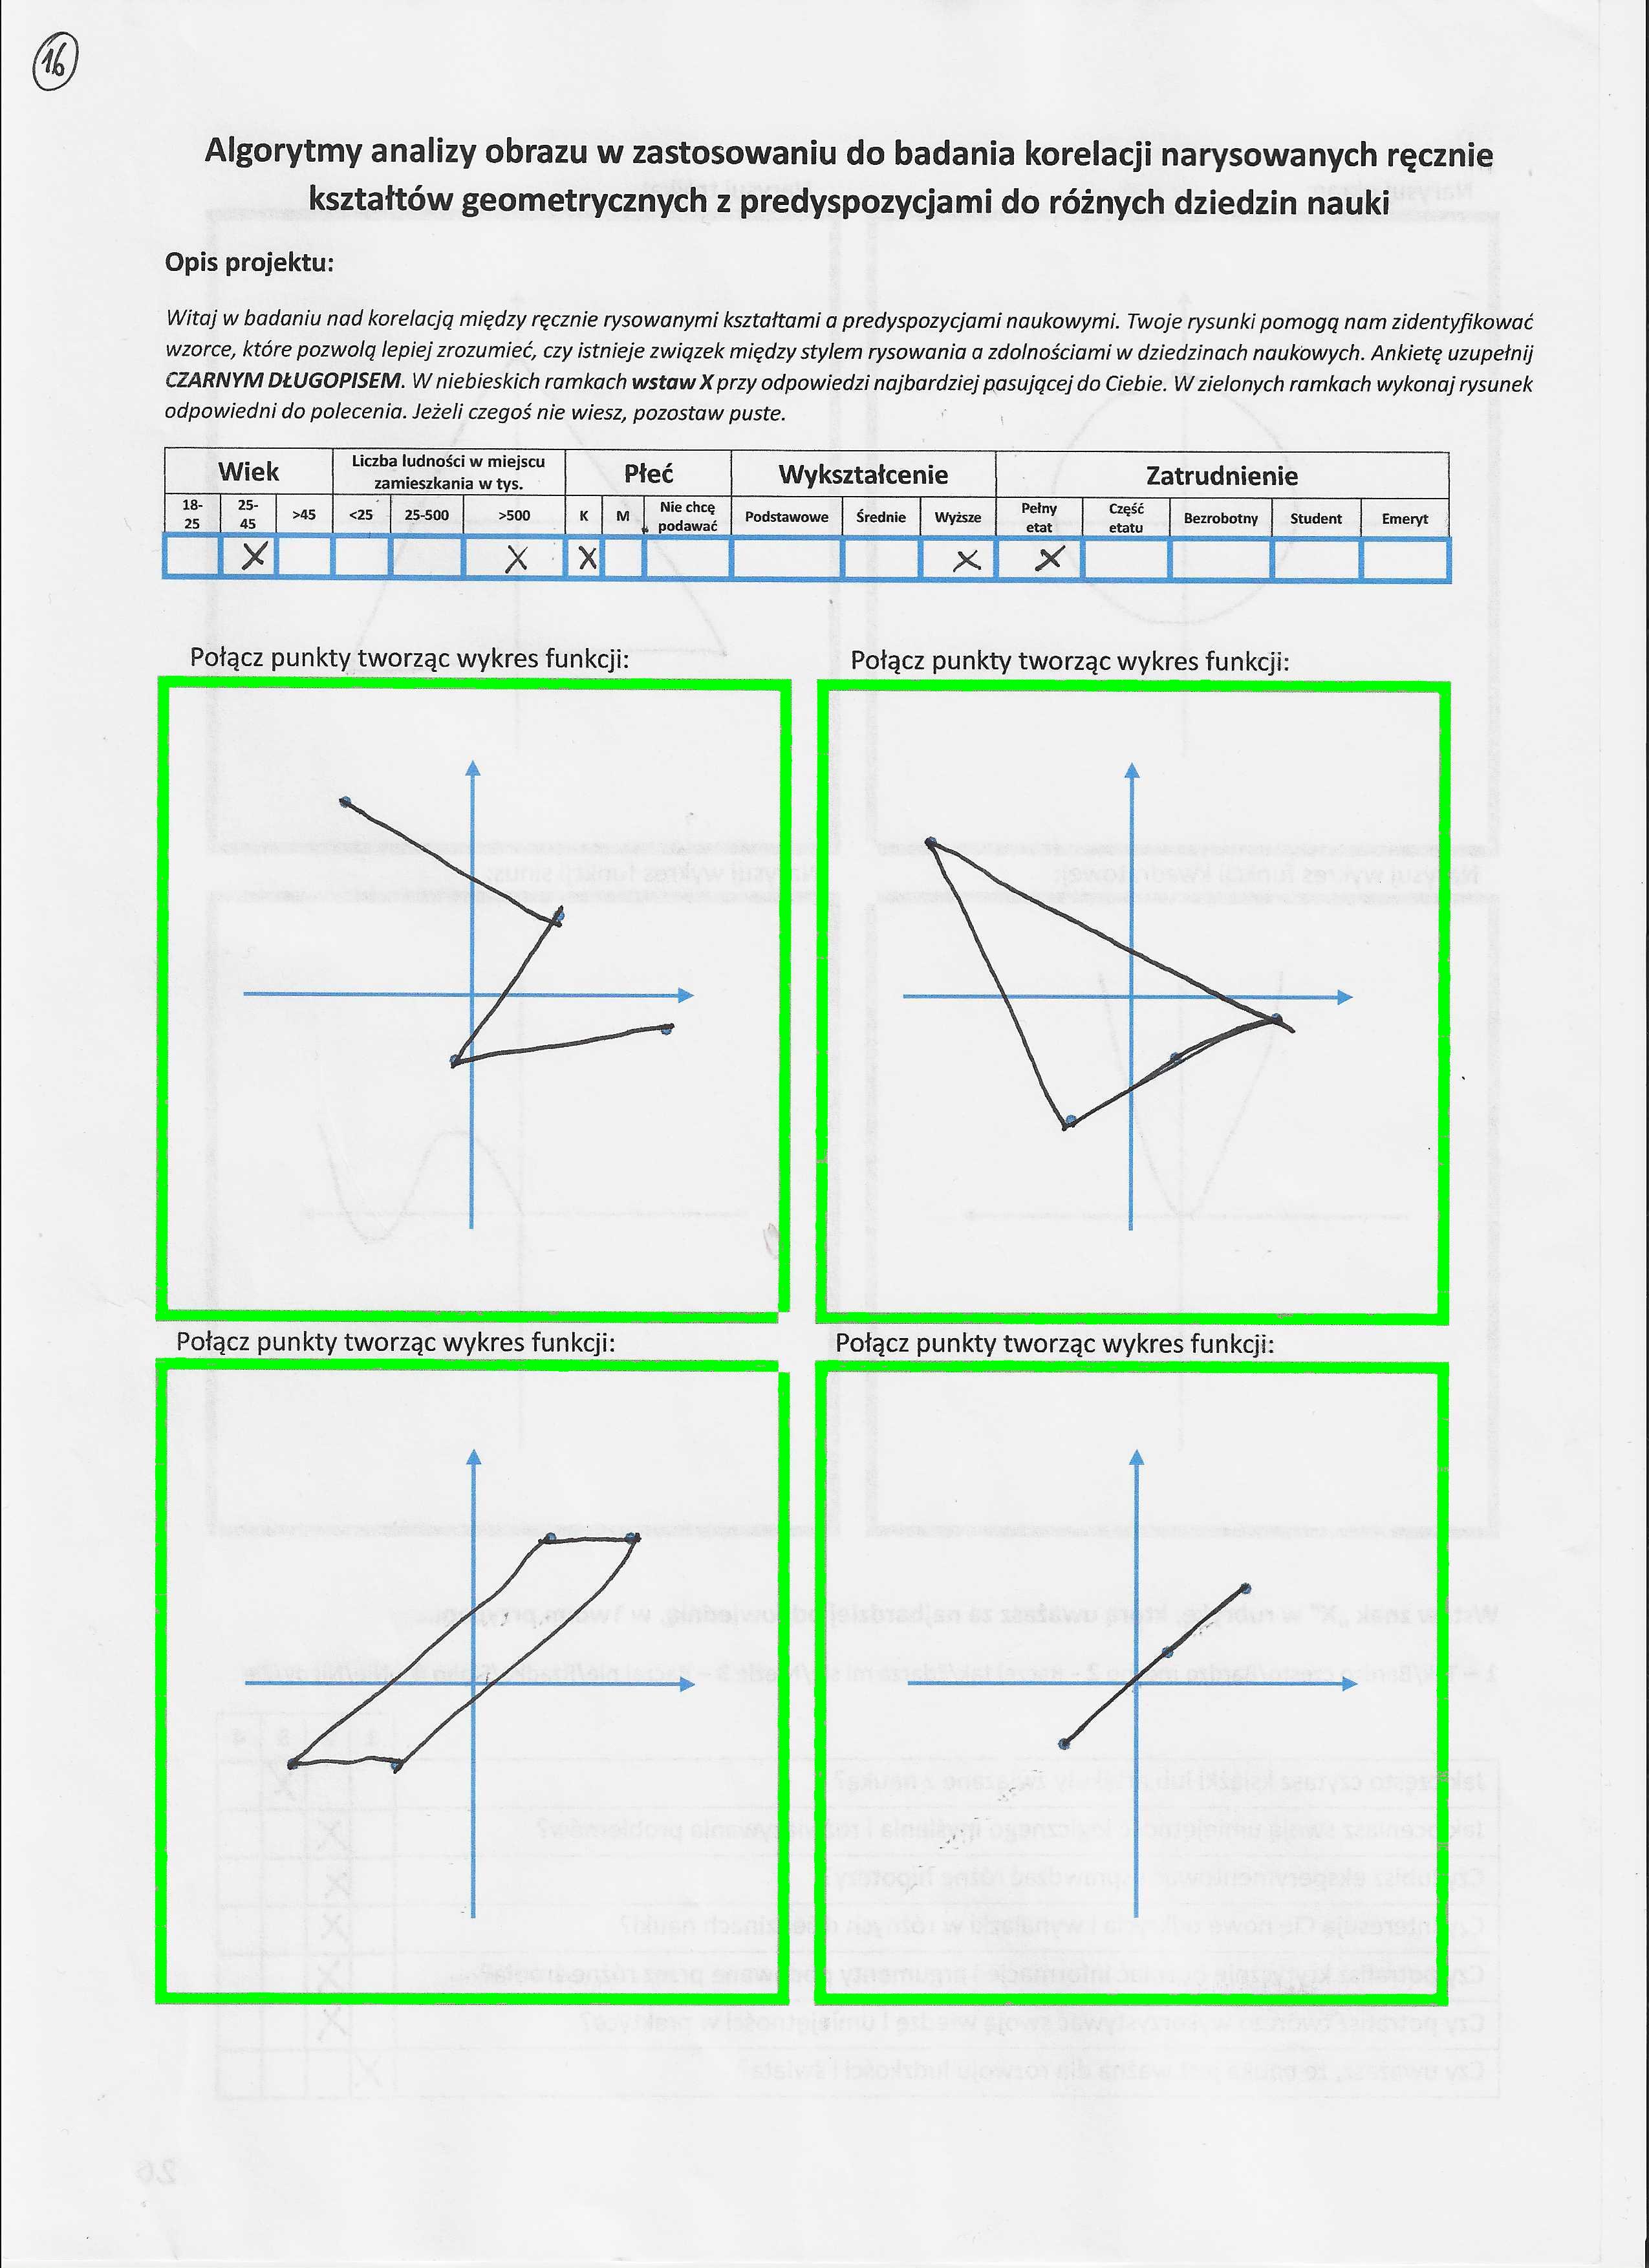 16
Algorytmy analizy obrazu w zastosowaniu do badania korelacji narysowanych ręcznie
kształtów geometrycznych z predyspozycjami do różnych dziedzin nauki
Opis projektu:
Witaj w badaniu nad korelacją między ręcznie rysowanymi kształtami a predyspozycjami naukowymi. Twoje rysunki pomogą nam zidentyfikować
wzorce, które pozwolą lepiej zrozumieć, czy istnieje związek między stylem rysowania a zdolnościami w dziedzinach naukowych. Ankietę uzupełnij
CZARNYM DŁUGOPISEM. W niebieskich ramkach wstaw X przy odpowiedzi najbardziej pasującej do Ciebie. W zielonych ramkach wykonaj rysunek
odpowiedni do polecenia. Jeżeli czegoś nie wiesz, pozostaw puste.
Wiek Liczba ludności w miejscu zamieszkania w tys. Płeć Wykształcenie Zatrudnienie
18-25 25-45 >45 <25 25-500 >500 K M Nie chcę podawać Podstawowe Średnie Wyższe Pełny etat Część etatu Bezrobotny Student Emeryt
X X X X X
Połącz punkty tworząc wykres funkcji: Połącz punkty tworząc wykres funkcji:
Połącz punkty tworząc wykres funkcji: Połącz punkty tworząc wykres funkcji: